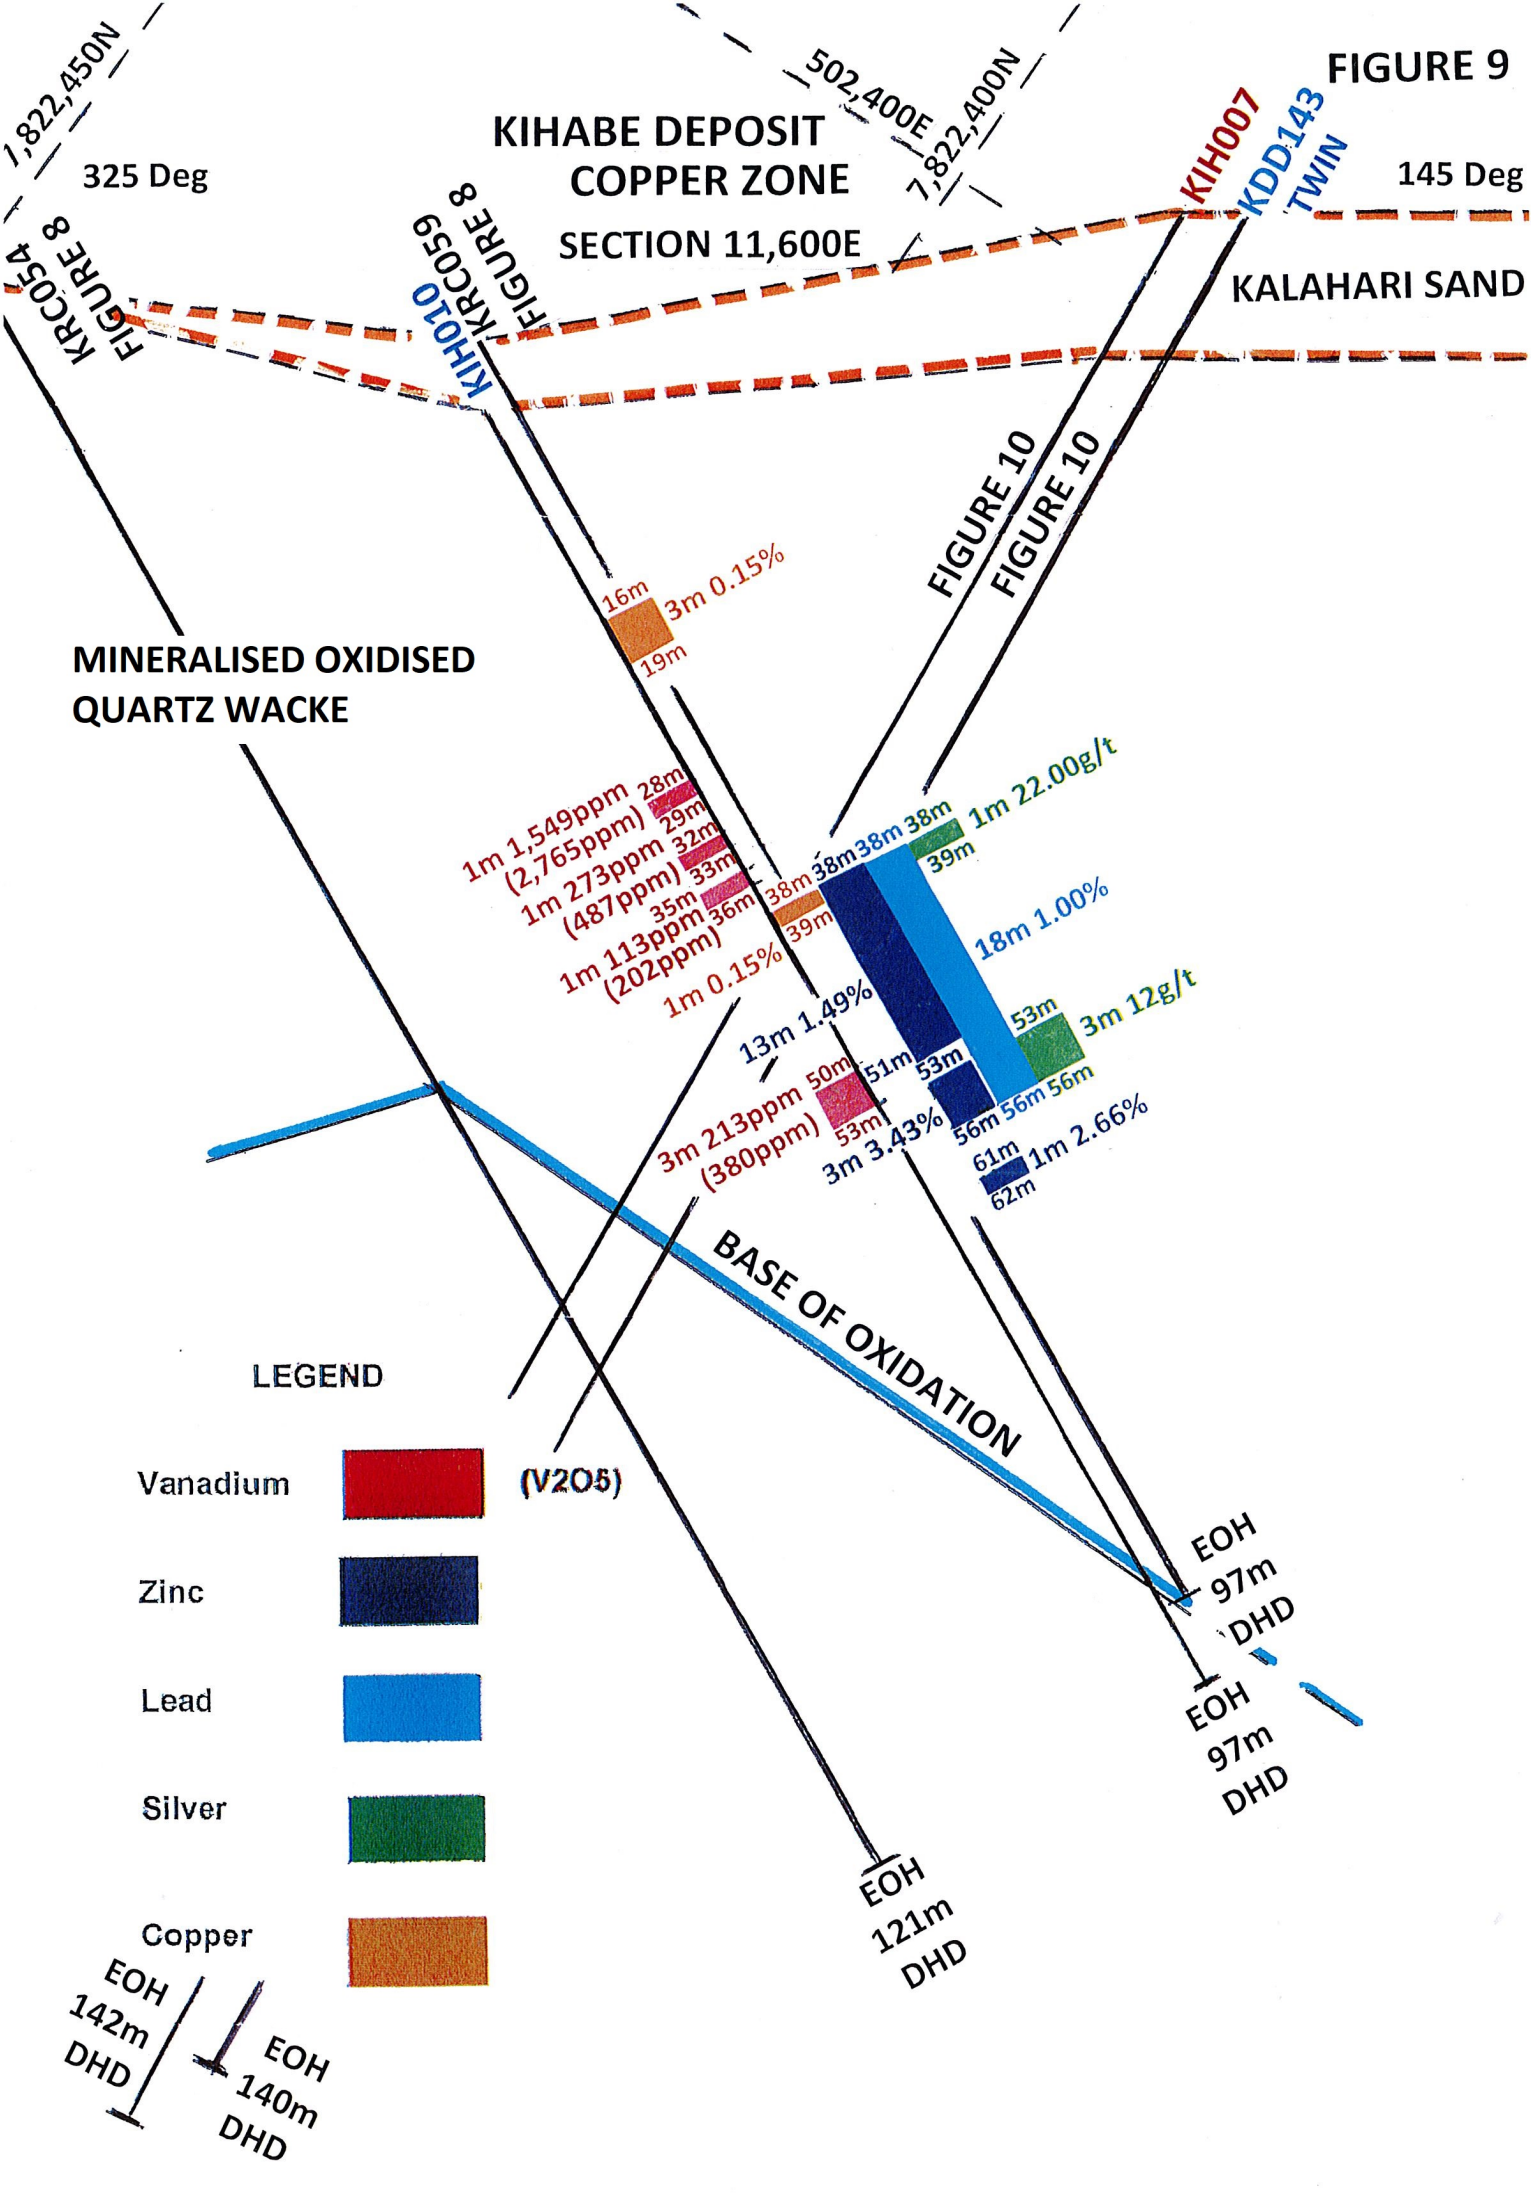 7,822,450N
502,400E
7,822,400N
FIGURE 9
KIHABE DEPOSIT
COPPER ZONE
SECTION 11,600E
325 Deg
145 Deg
KIH007
KDD143
TWIN
KRC054
FIGURE 8
KIH010
/KRC059
FIGURE 8
KALAHARI SAND
FIGURE 10
FIGURE 10
16m
3m 0.15%
19m
MINERALISED OXIDISED
QUARTZ WACKE
1m 1,549ppm
(2,765ppm)
28m
29m
1m 273ppm
(487ppm)
32m
33m
1m 113ppm
(202ppm)
35m
36m
38m
39m
1m 0.15%
38m
38m
38m
1m 22.00g/t
39m
18m 1.00%
13m 1.49%
51m
53m
53m
3m 12g/t
50m
53m
3m 213ppm
(380ppm)
3m 3.43%
56m
56m
56m
61m
1m 2.66%
62m
BASE OF OXIDATION
LEGEND
Vanadium
(V2O5)
Zinc
Lead
Silver
Copper
EOH
97m
DHD
EOH
97m
DHD
EOH
121m
DHD
EOH
142m
DHD
EOH
140m
DHD